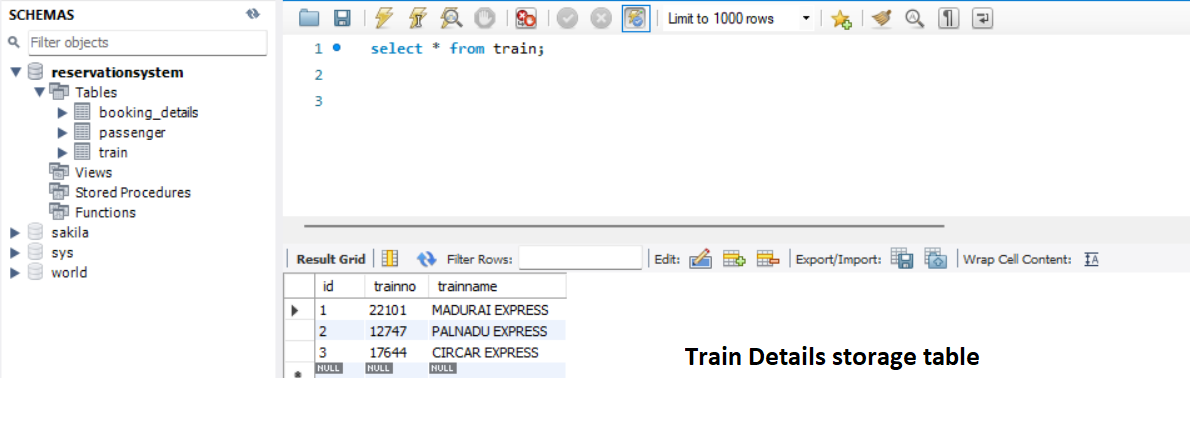 SCHEMAS
Filter objects
reservationsystem
Tables
booking_details
passenger
train
Views
Stored Procedures
Functions
sakila
sys
world
Limit to 1000 rows
1 select * from train;
2
3
Result Grid Filter Rows: Edit: Export/Import: Wrap Cell Content:
id trainno trainname
1 22101 MADURAI EXPRESS
2 12747 PALNADU EXPRESS
3 17644 CIRCAR EXPRESS
NULL NULL NULL
Train Details storage table